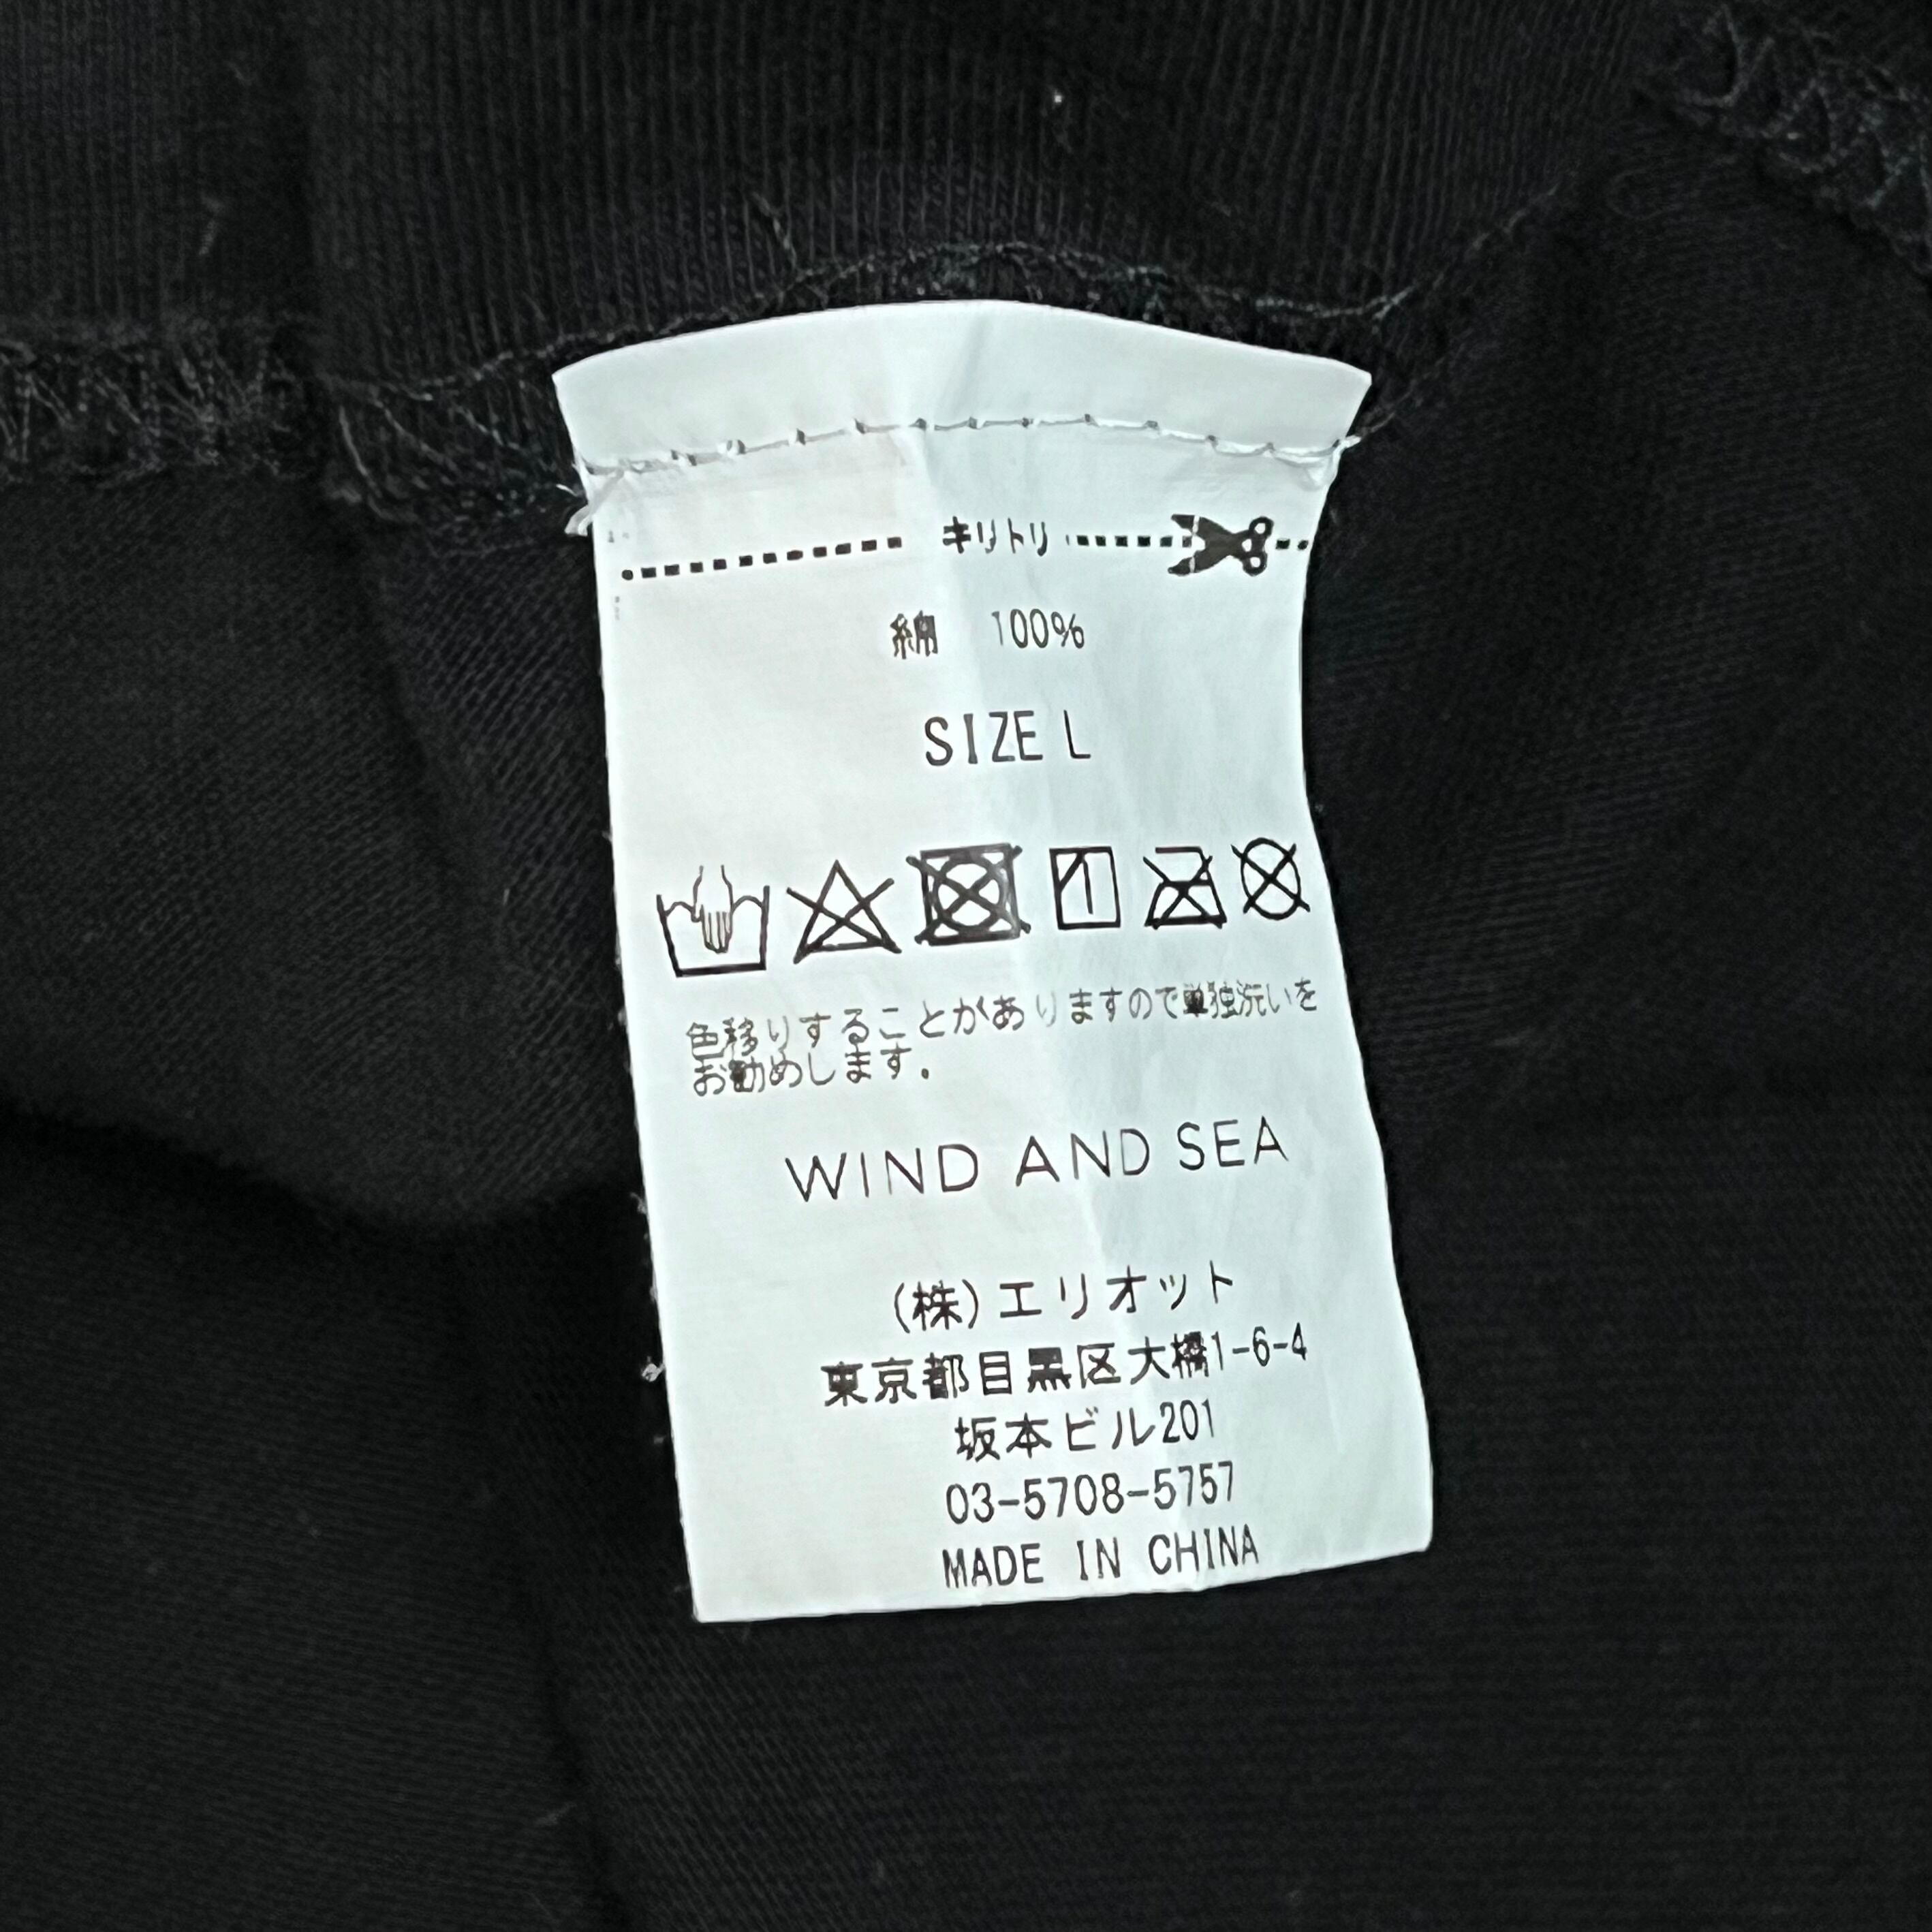 キリトリ
綿 100%
SIZE L
色移りすることがありますので単独洗いを
お勧めします.
WIND AND SEA
(株)エリオット
東京都目黒区大橋1-6-4
坂本ビル201
03-5708-5757
MADE IN CHINA